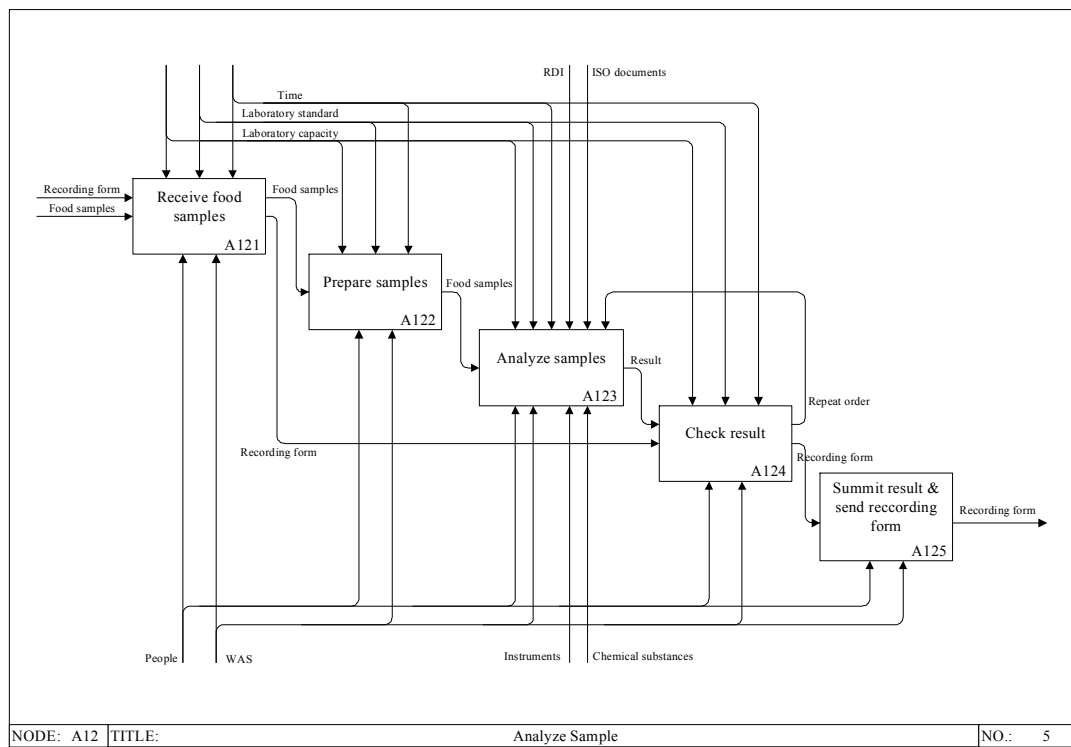 RDI
ISO documents
Time
Laboratory standard
Laboratory capacity
Recording form
Food samples
Receive food
samples
A121
Food samples
Prepare samples
A122
Food samples
Analyze samples
A123
Result
Repeat order
Recording form
Check result
A124
Recording form
Summit result &
send reccording
form
A125
Recording form
People
WAS
Instruments
Chemical substances
NODE: A12
TITLE:
Analyze Sample
NO.: 5